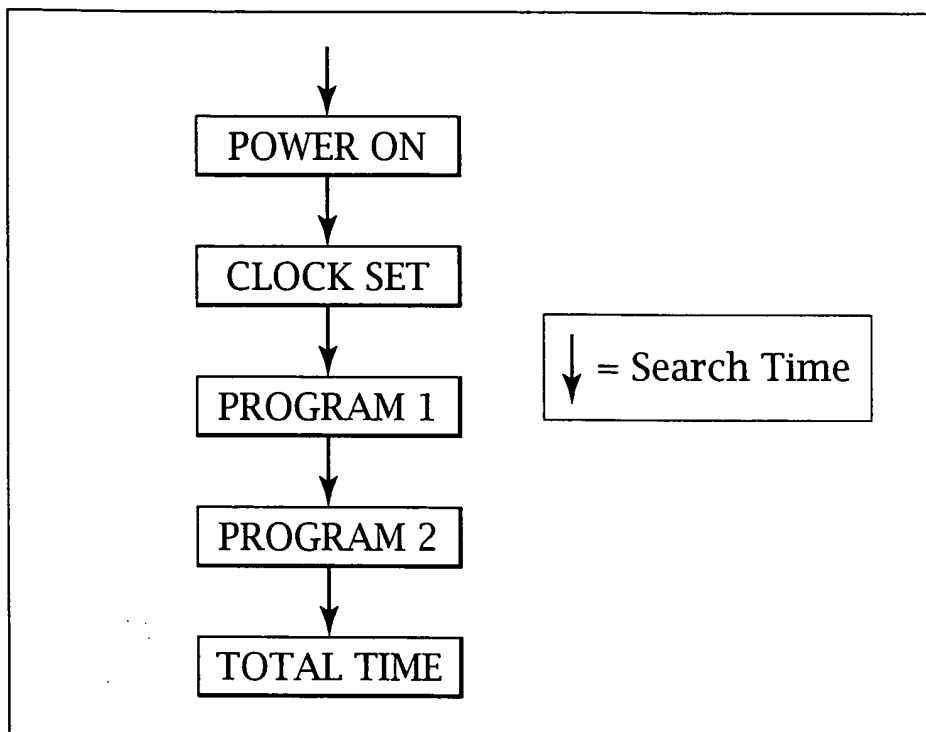 POWER ON
CLOCK SET
PROGRAM 1
= Search Time
PROGRAM 2
TOTAL TIME